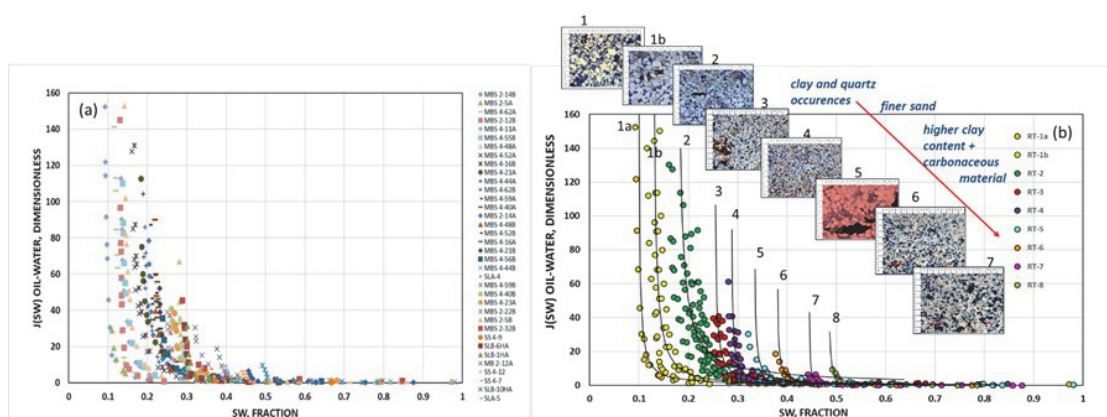 (a)
J(SW) OIL-WATER, DIMENSIONLESS
160
140
120
100
80
60
40
20
0
0 0.1 0.2 0.3 0.4 0.5 0.6 0.7 0.8 0.9 1
SW, FRACTION
MBS 2-14B
MBS 2-5A
MBS 4-62A
MBS 2-12B
MBS 4-11A
MBS 4-55B
MBS 4-48A
MBS 4-52A
MBS 4-16B
MBS 4-21A
MBS 4-44A
MBS 4-62B
MBS 4-59A
MBS 4-40A
MBS 2-14A
MBS 4-48B
MBS 4-52B
MBS 4-16A
MBS 4-21B
MBS 4-56B
MBS 4-44B
SLA-4
MBS 4-59B
MBS 4-40B
MBS 4-23A
MBS 2-22B
MBS 2-5B
MBS 2-32B
SS 4-9
SLB-6HA
SLB-1HA
MB 2-12A
SS 4-12
SS 4-7
SLB-10HA
SLA-5
1
1b
2
3
4
5
6
7
clay and quartz
occurences
finer sand
higher clay
content +
carbonaceous
material
(b)
J(SW) OIL-WATER, DIMENSIONLESS
160
140
120
100
80
60
40
20
0
1a
1b
2
3
4
5
6
7
8
0 0.1 0.2 0.3 0.4 0.5 0.6 0.7 0.8 0.9 1
SW, FRACTION
RT-1a
RT-1b
RT-2
RT-3
RT-4
RT-5
RT-6
RT-7
RT-8